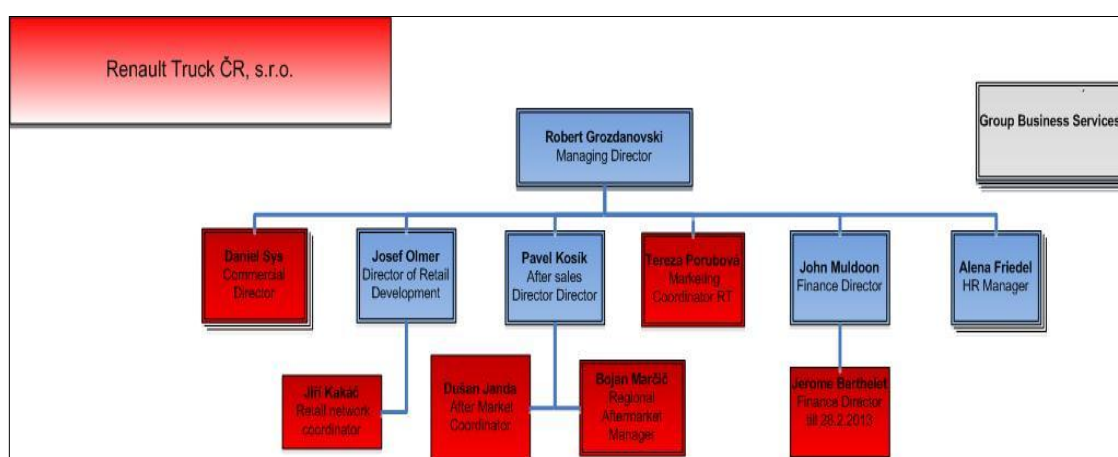 Renault Truck ČR, s.r.o.
Group Business Services
Robert Grozdanovski
Managing Director
Daniel Sys
Commercial
Director
Josef Olmer
Director of Retail
Development
Pavel Kosík
After sales
Director Director
Tereza Porubová
Marketing
Coordinator RT
John Muldoon
Finance Director
Alena Friedel
HR Manager
Jiří Kakáč
Retail network
coordinator
Dušan Janda
After Market
Coordinator
Bojan Marčič
Regional
Aftermarket
Manager
Jerome Berthelet
Finance Director
till 28.2.2013